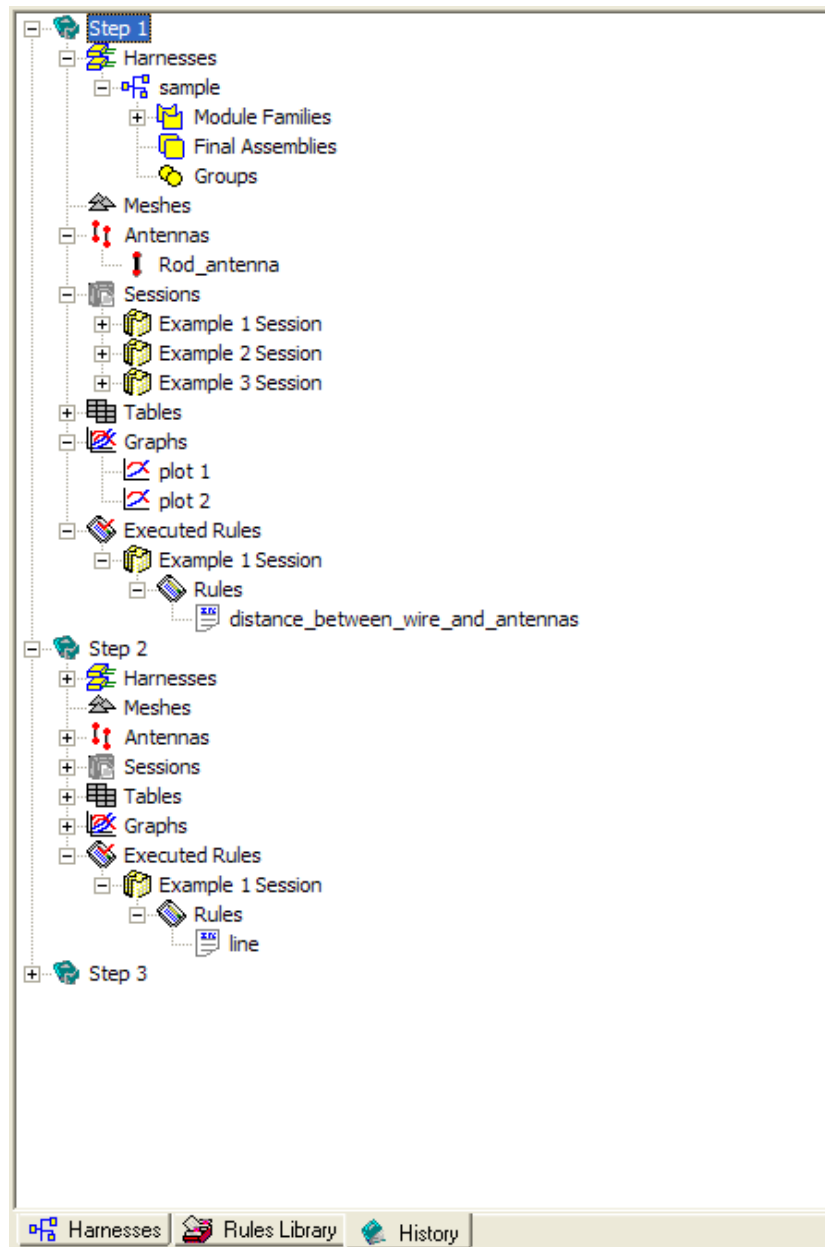 Step 1
Harnesses
sample
Module Families
Final Assemblies
Groups
Meshes
Antennas
Rod_antenna
Sessions
Example 1 Session
Example 2 Session
Example 3 Session
Tables
Graphs
plot 1
plot 2
Executed Rules
Example 1 Session
Rules
distance_between_wire_and_antennas
Step 2
Harnesses
Meshes
Antennas
Sessions
Tables
Graphs
Executed Rules
Example 1 Session
Rules
line
Step 3
Harnesses Rules Library History